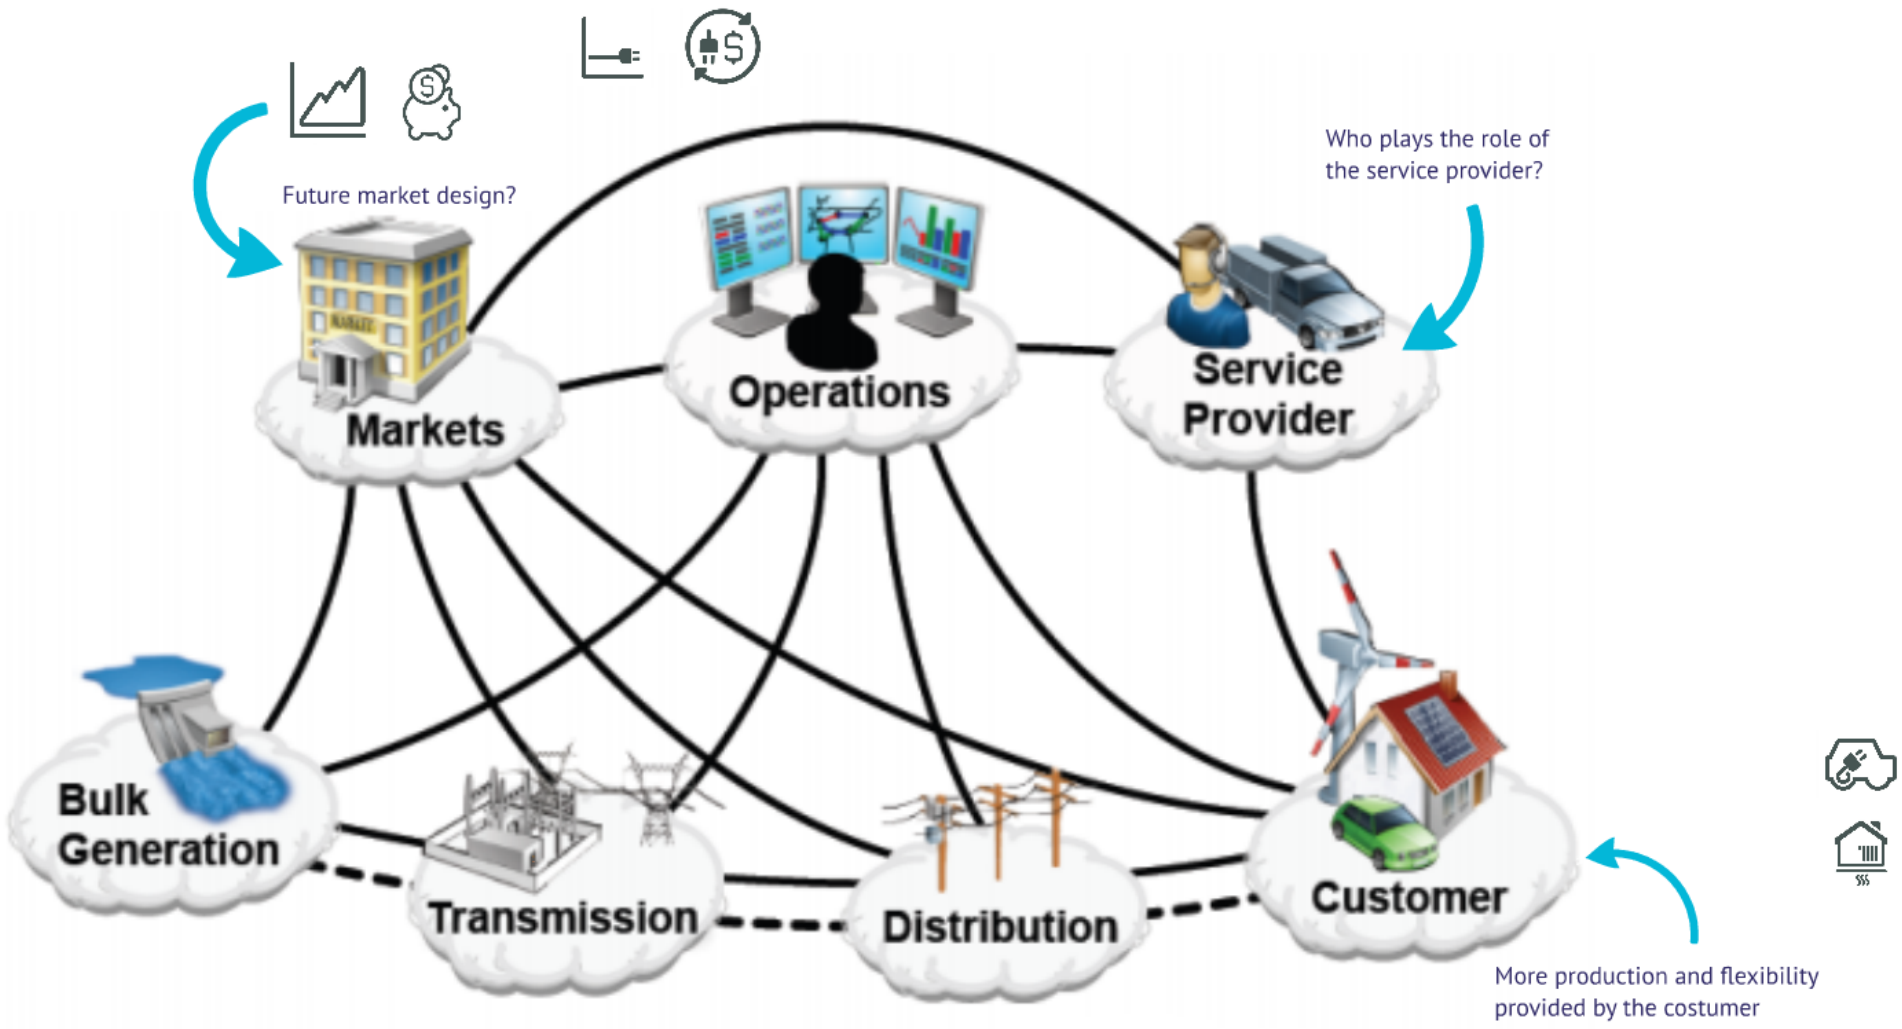 Future market design?
Who plays the role of
the service provider?
MARKET
Markets
Operations
Service
Provider
Bulk
Generation
Transmission
Distribution
Customer
More production and flexibility
provided by the costumer